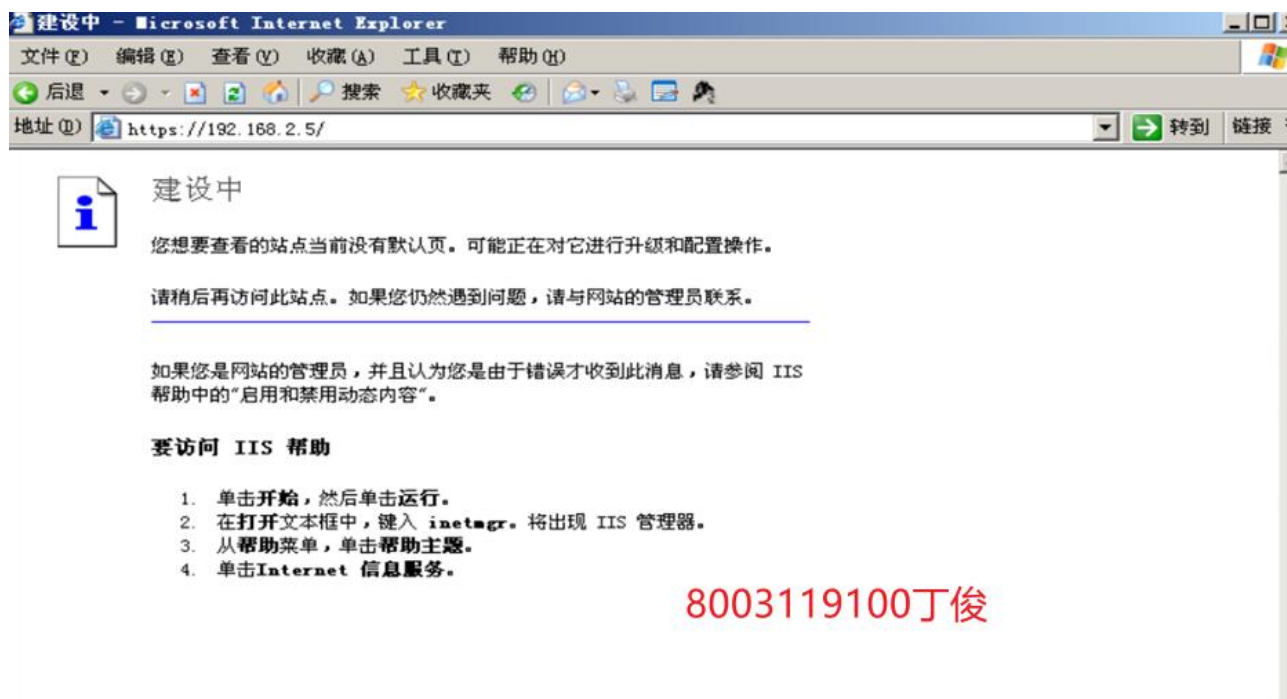 建设中 - Microsoft Internet Explorer
文件(F) 编辑(E) 查看(V) 收藏(A) 工具(T) 帮助(H)
后退 搜索 收藏夹
地址(D) https://192.168.2.5/ 转到 链接
建设中
您想要查看的站点当前没有默认页。可能正在对它进行升级和配置操作。
请稍后再访问此站点。如果您仍然遇到问题，请与网站的管理员联系。
如果您是网站的管理员，并且认为您是由于错误才收到此消息，请参阅 IIS
帮助中的"启用和禁用动态内容"。
要访问 IIS 帮助
1. 单击开始，然后单击运行。
2. 在打开文本框中，键入 inetmgr。将出现 IIS 管理器。
3. 从帮助菜单，单击帮助主题。
4. 单击Internet 信息服务。
8003119100丁俊